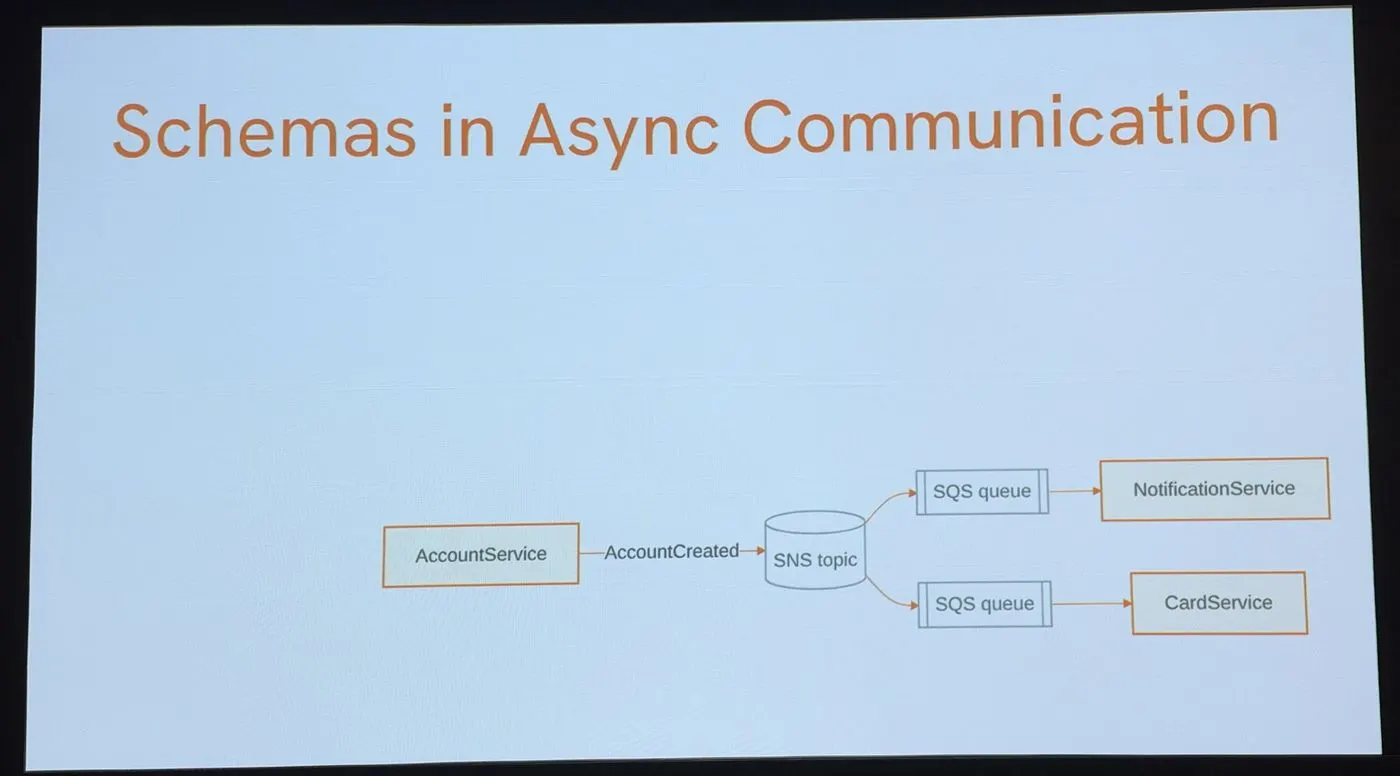 Schemas in Async Communication
AccountService
AccountCreated
SNS topic
SQS queue
NotificationService
SQS queue
CardService